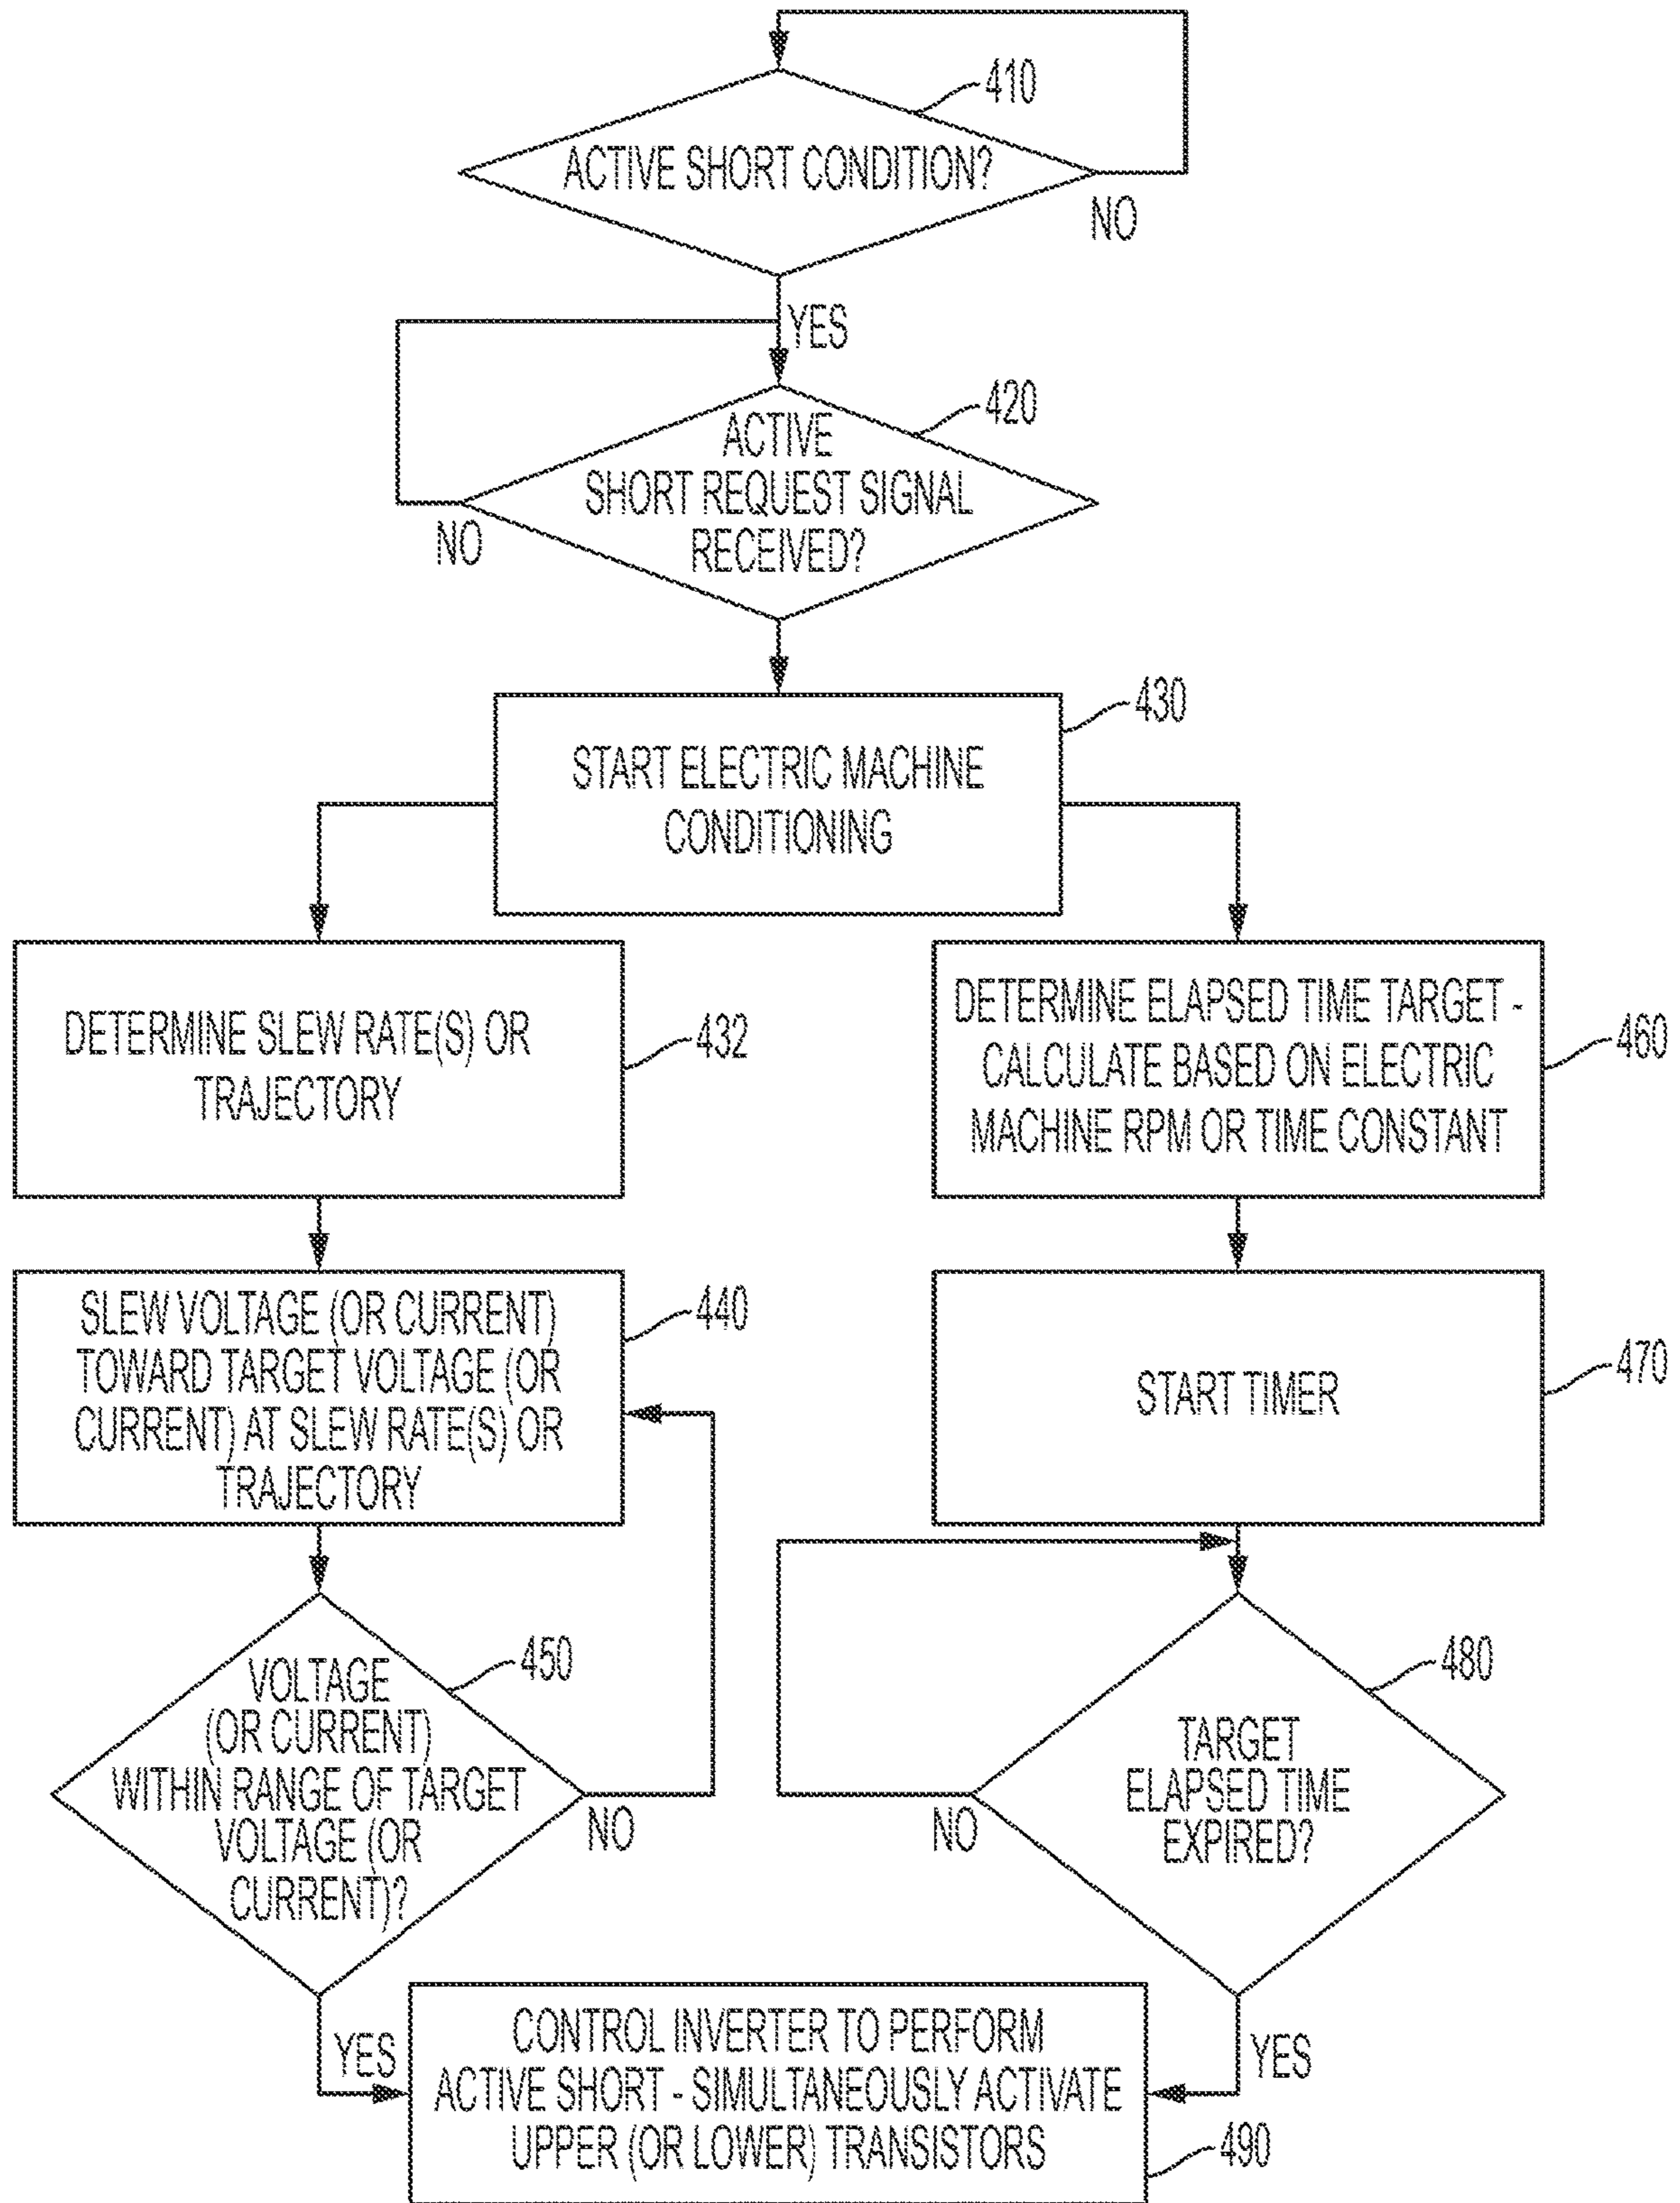 410
ACTIVE SHORT CONDITION?
NO
YES
420
ACTIVE
SHORT REQUEST SIGNAL
RECEIVED?
NO
430
START ELECTRIC MACHINE
CONDITIONING
DETERMINE SLEW RATE(S) OR
TRAJECTORY
432
DETERMINE ELAPSED TIME TARGET -
CALCULATE BASED ON ELECTRIC
MACHINE RPM OR TIME CONSTANT
460
SLEW VOLTAGE (OR CURRENT)
TOWARD TARGET VOLTAGE (OR
CURRENT) AT SLEW RATE(S) OR
TRAJECTORY
440
START TIMER
470
450
VOLTAGE
(OR CURRENT)
WITHIN RANGE OF TARGET
VOLTAGE (OR
CURRENT)?
NO
480
TARGET
ELAPSED TIME
EXPIRED?
NO
YES
CONTROL INVERTER TO PERFORM
ACTIVE SHORT - SIMULTANEOUSLY ACTIVATE
UPPER (OR LOWER) TRANSISTORS
YES
490